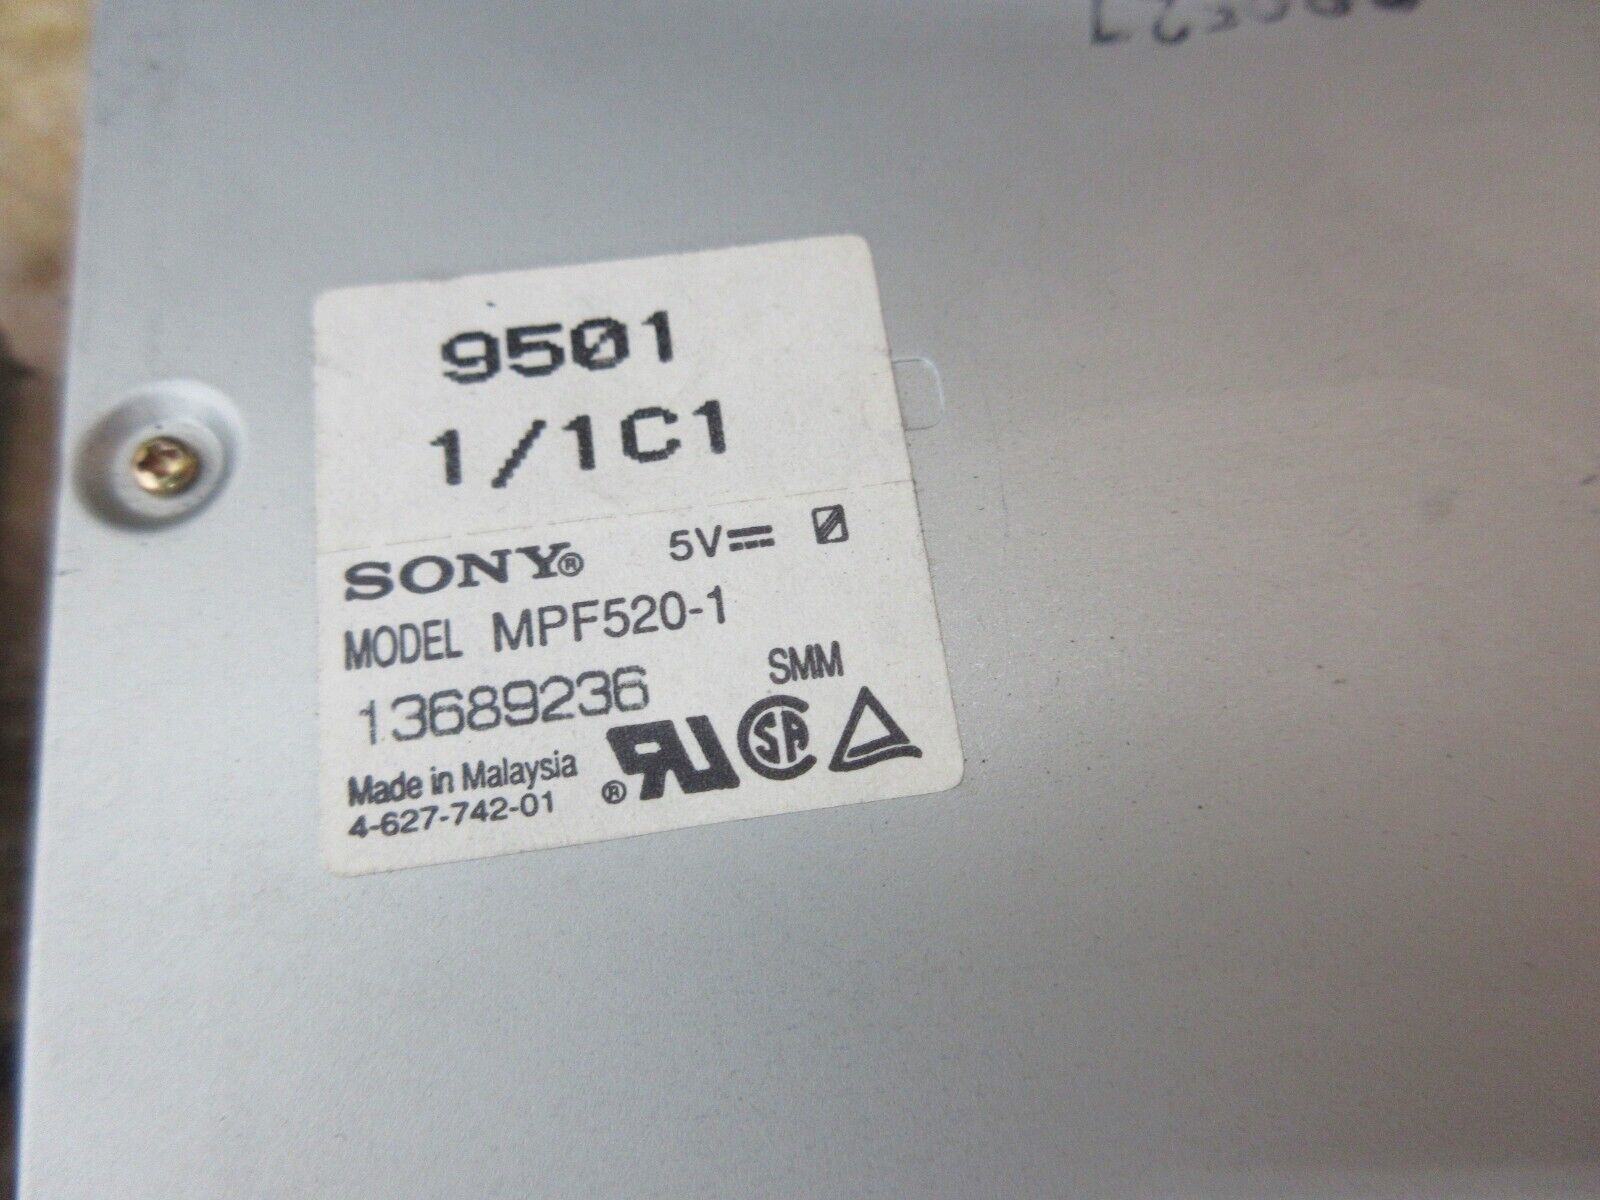 9501
1/1C1
SONY® 5V
MODEL MPF520-1
13689236 SMM
Made in Malaysia
4-627-742-01